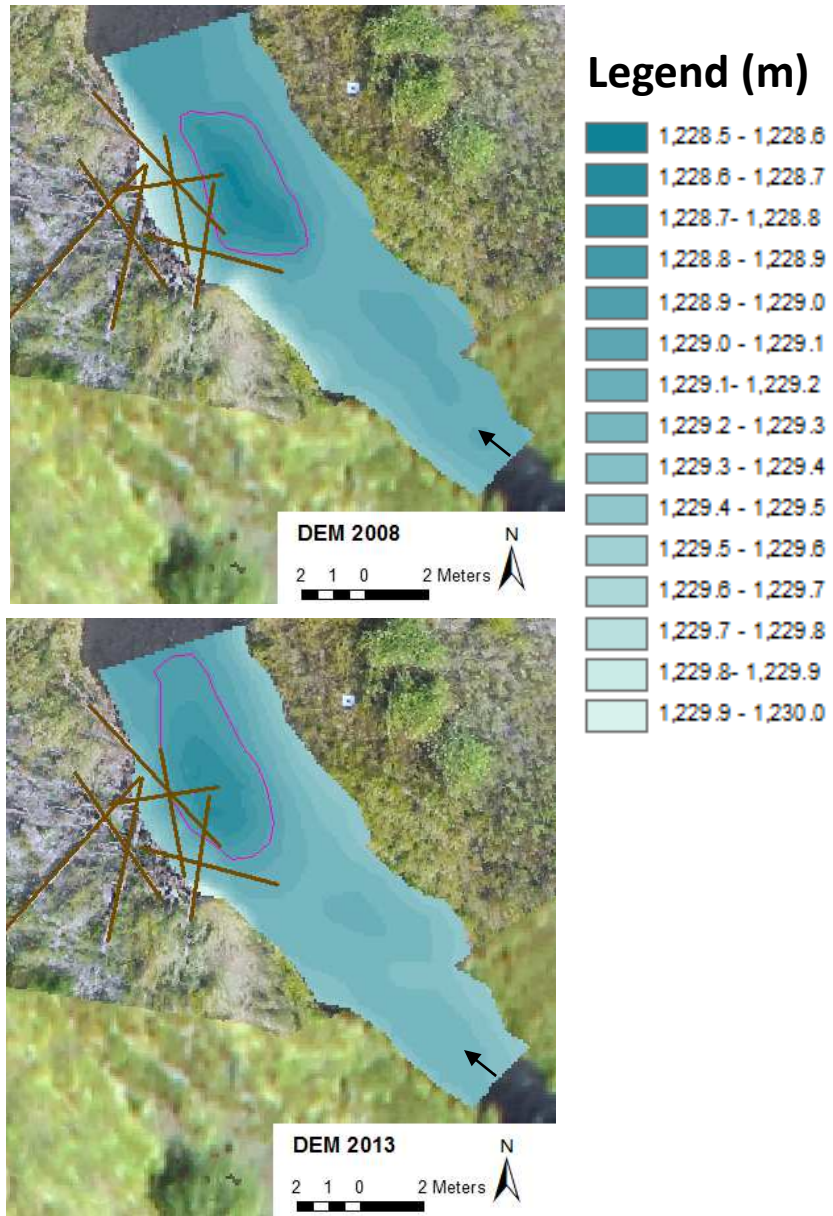 Legend (m)
1,228.5 - 1,228.6
1,228.6 - 1,228.7
1,228.7- 1,228.8
1,228.8 - 1,228.9
1,228.9 - 1,229.0
1,229.0 - 1,229.1
1,229.1- 1,229.2
1,229.2 - 1,229.3
1,229.3 - 1,229.4
1,229.4 - 1,229.5
1,229.5 - 1,229.6
1,229.6 - 1,229.7
1,229.7 - 1,229.8
1,229.8- 1,229.9
1,229.9 - 1,230.0
DEM 2008
N
2 1 0 2 Meters
DEM 2013
N
2 1 0 2 Meters